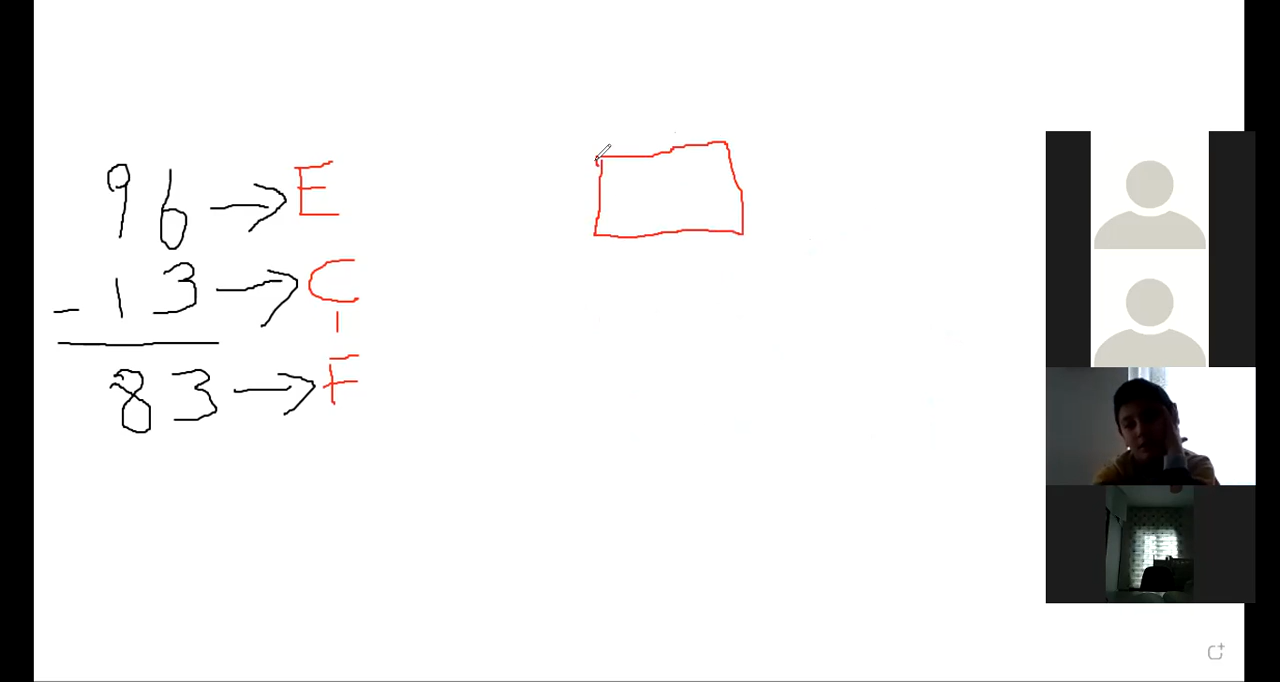 96 → E
- 13 → Ç
83 → F